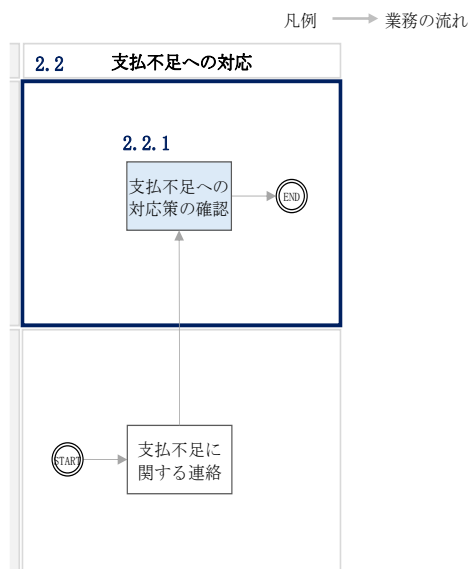 凡例 業務の流れ
2.2 支払不足への対応
2.2.1
支払不足への
対応策の確認
END
START
支払不足に
関する連絡